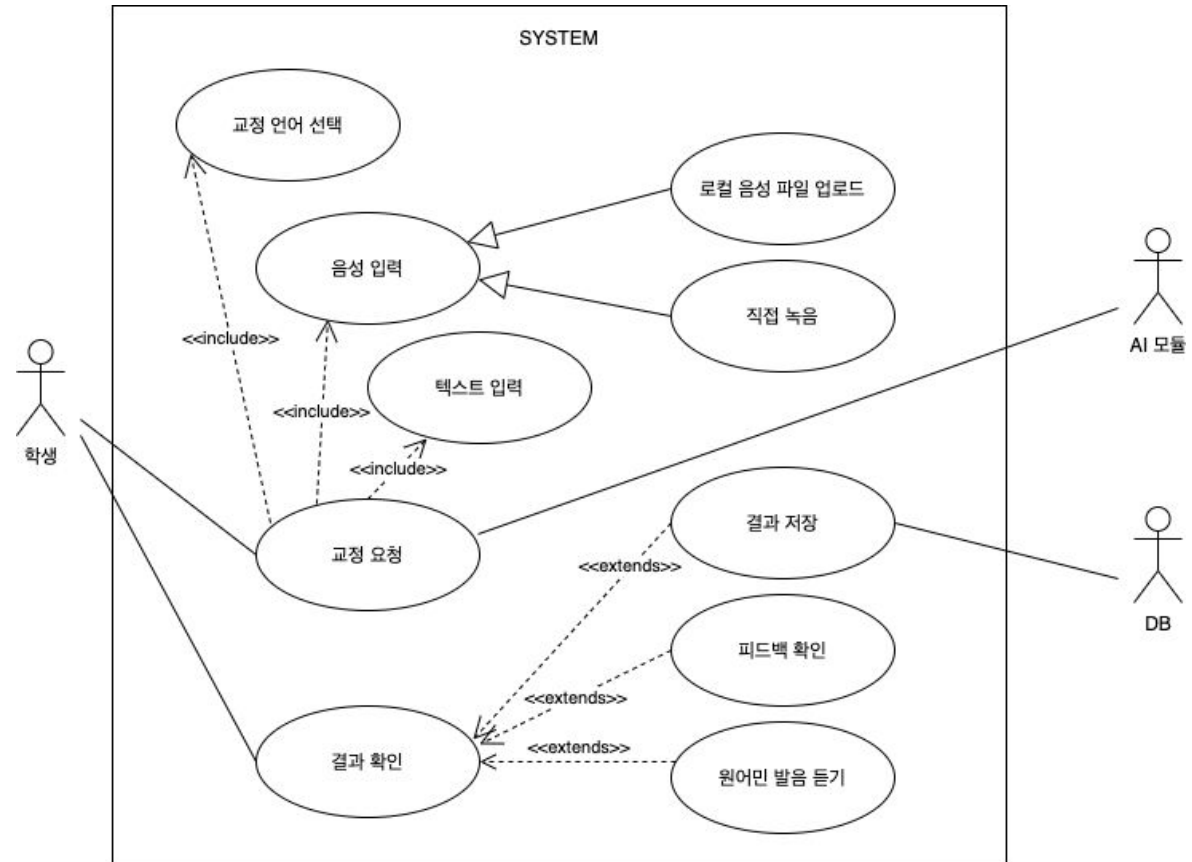 SYSTEM
교정 언어 선택
로컬 음성 파일 업로드
음성 입력
직접 녹음
<<include>>
AI 모듈
텍스트 입력
<<include>>
학생
<<include>>
결과 저장
교정 요청
<<extends>>
DB
피드백 확인
<<extends>>
<<extends>>
결과 확인
원어민 발음 듣기